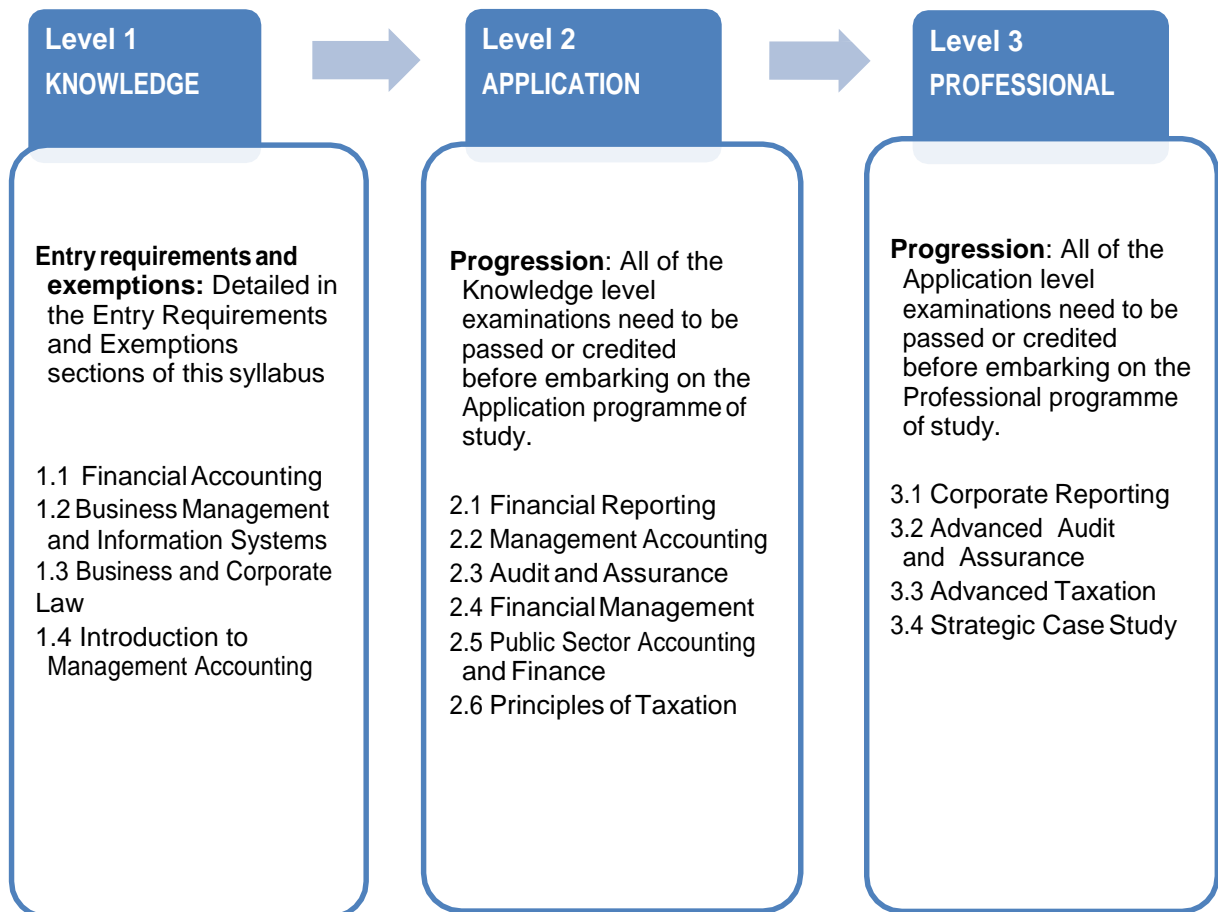 Level 1
KNOWLEDGE
Entry requirements and
exemptions: Detailed in
the Entry Requirements
and Exemptions
sections of this syllabus
1.1 Financial Accounting
1.2 Business Management
and Information Systems
1.3 Business and Corporate
Law
1.4 Introduction to
Management Accounting
Level 2
APPLICATION
Progression: All of the
Knowledge level
examinations need to be
passed or credited
before embarking on the
Application programme of
study.
2.1 Financial Reporting
2.2 Management Accounting
2.3 Audit and Assurance
2.4 Financial Management
2.5 Public Sector Accounting
and Finance
2.6 Principles of Taxation
Level 3
PROFESSIONAL
Progression: All of the
Application level
examinations need to be
passed or credited
before embarking on the
Professional programme
of study.
3.1 Corporate Reporting
3.2 Advanced Audit
and Assurance
3.3 Advanced Taxation
3.4 Strategic Case Study